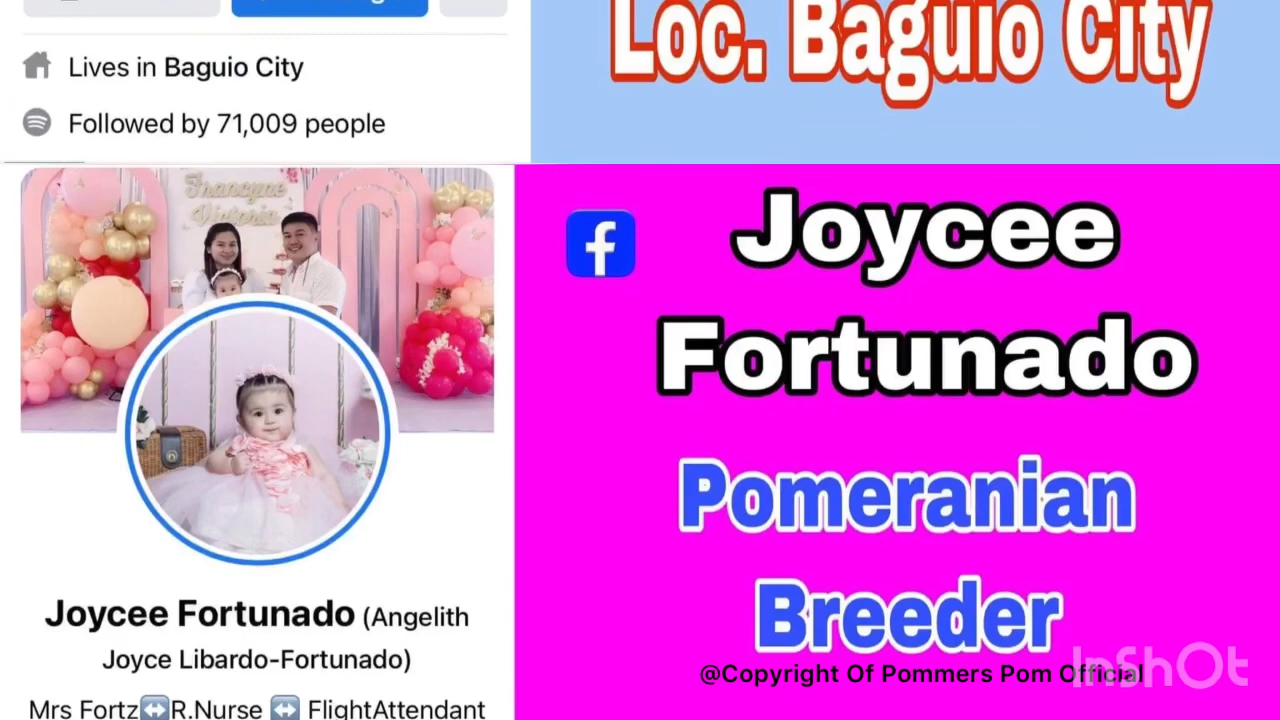 Lives in Baguio City
Followed by 71,009 people
Loc. Baguio City
Francyne
Victoria
f
Joycee
Fortunado
Pomeranian
Breeder
@Copyright Of Pommers Pom Official
InShOt
Joycee Fortunado (Angelith
Joyce Libardo-Fortunado)
Mrs Fortz↔️R.Nurse ↔️ FlightAttendant